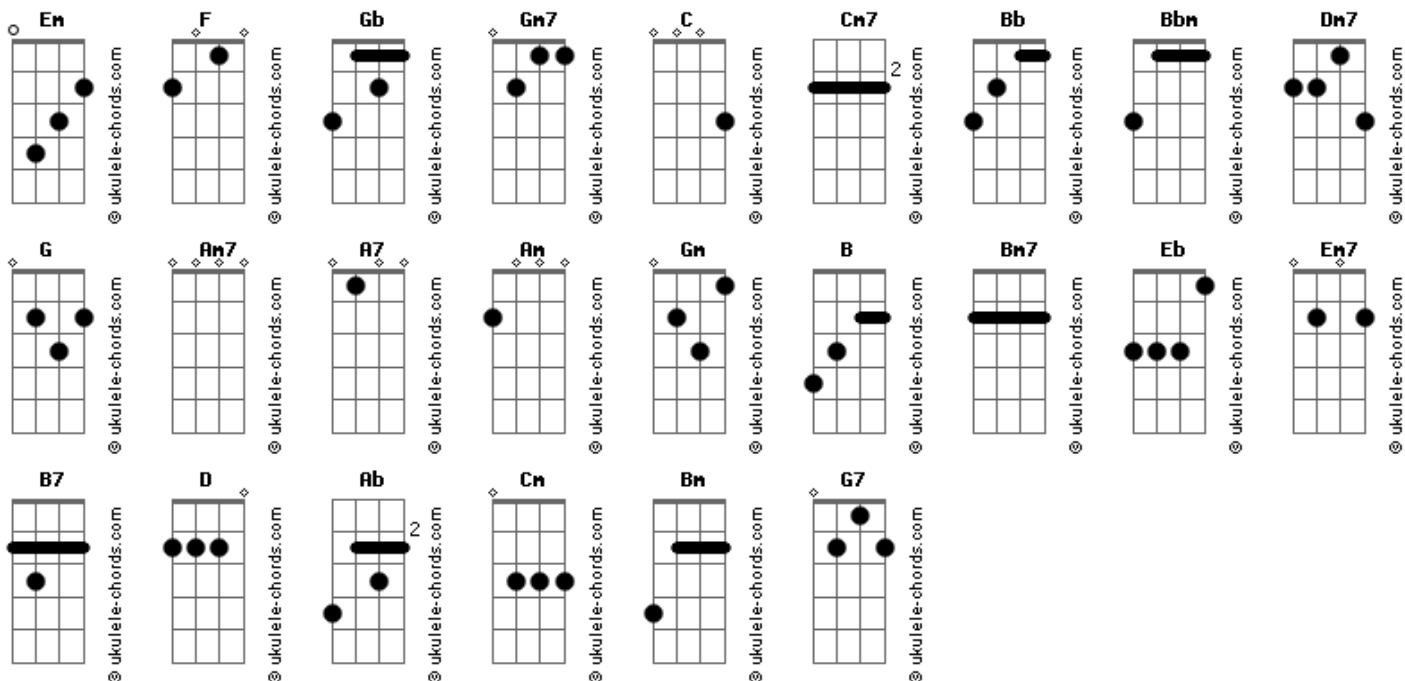 Em F Gb Gm7 C Cm7 Bb Bbm Dm7
2
© ukulele-chords.com © ukulele-chords.com © ukulele-chords.com © ukulele-chords.com © ukulele-chords.com © ukulele-chords.com © ukulele-chords.com © ukulele-chords.com © ukulele-chords.com
G Am7 A7 Am Gm B Bm7 Eb Em7
© ukulele-chords.com © ukulele-chords.com © ukulele-chords.com © ukulele-chords.com © ukulele-chords.com © ukulele-chords.com © ukulele-chords.com © ukulele-chords.com © ukulele-chords.com
B7 D Ab Cm Bm G7
2
© ukulele-chords.com © ukulele-chords.com © ukulele-chords.com © ukulele-chords.com © ukulele-chords.com © ukulele-chords.com